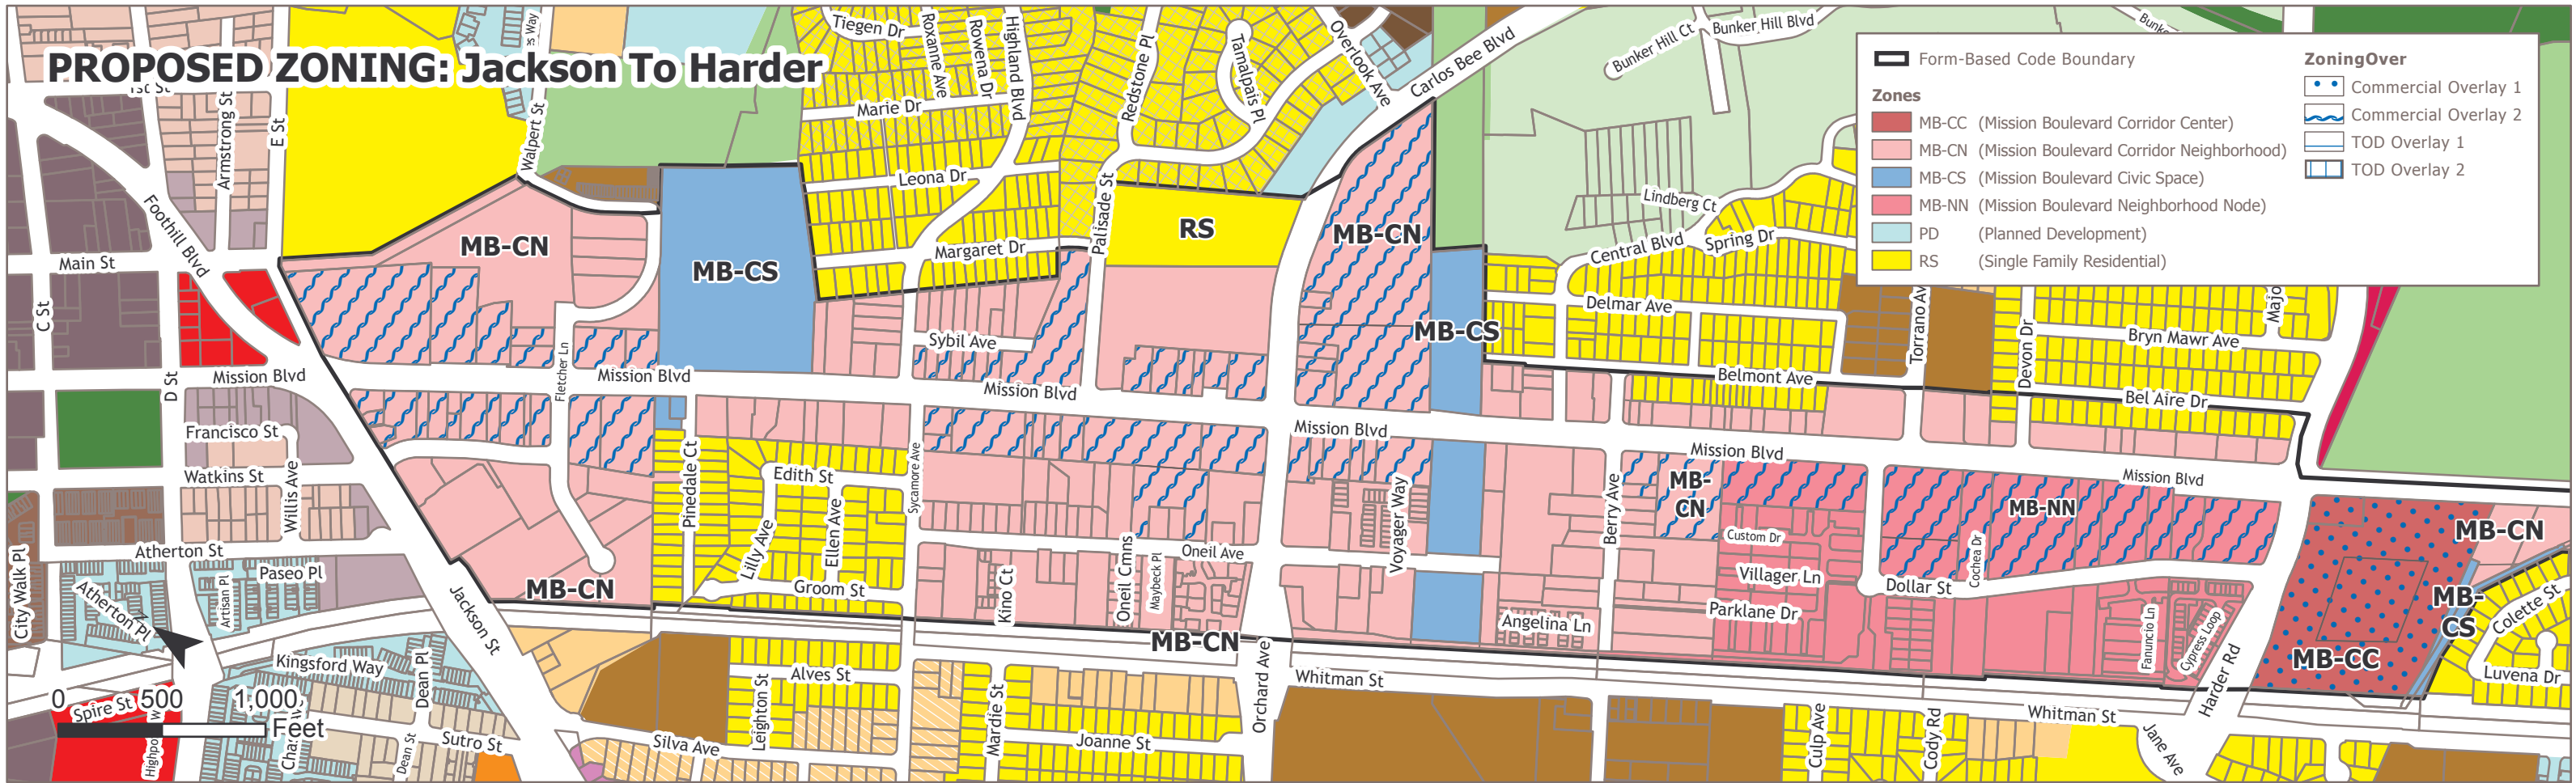 PROPOSED ZONING: Jackson To Harder
Form-Based Code Boundary
Zones
MB-CC (Mission Boulevard Corridor Center)
MB-CN (Mission Boulevard Corridor Neighborhood)
MB-CS (Mission Boulevard Civic Space)
MB-NN (Mission Boulevard Neighborhood Node)
PD (Planned Development)
RS (Single Family Residential)
ZoningOver
Commercial Overlay 1
Commercial Overlay 2
TOD Overlay 1
TOD Overlay 2
1st St
Armstrong St
E St
Walpert St
Tiegen Dr
Roxanne Ave
Rowena Dr
Highland Blvd
Marie Dr
Leona Dr
Margaret Dr
Redstone Pl
Tamalpais Pl
Palisade St
Overlook Ave
Carlos Bee Blvd
Bunker Hill Ct
Bunker Hill Blvd
Lindberg Ct
Central Blvd
Spring Dr
Delmar Ave
Torrano Av
Devon Dr
Bryn Mawr Ave
Belmont Ave
Bel Aire Dr
Foothill Blvd
Main St
C St
D St
Mission Blvd
Mission Blvd
Mission Blvd
Mission Blvd
Mission Blvd
Mission Blvd
MB-CN
MB-CS
RS
MB-CN
MB-CS
MB-
CN
MB-NN
MB-CN
MB-
CS
MB-CC
MB-CN
MB-CN
Sybil Ave
Fletcher Ln
Francisco St
Watkins St
Willis Ave
Atherton St
Paseo Pl
Artisan Pl
Atherton Pl
City Walk Pl
Jackson St
Kingsford Way
Dean Pl
Dean St
Sutro St
Spire St
Pinedale Ct
Edith St
Lilly Ave
Ellen Ave
Groom St
Sycamore Ave
Kino Ct
Oneil Cmns
Maybeck Pl
Oneil Ave
Voyager Way
Berry Ave
Angelina Ln
Custom Dr
Villager Ln
Parklane Dr
Dollar St
Cochea Dr
Fanuncio Ln
Cypress Loop
Harder Rd
Colette St
Luvena Dr
Alves St
Leighton St
Silva Ave
Mardie St
Joanne St
Orchard Ave
Whitman St
Culp Ave
Cody Rd
Whitman St
Jane Ave
0 500 1,000
Feet